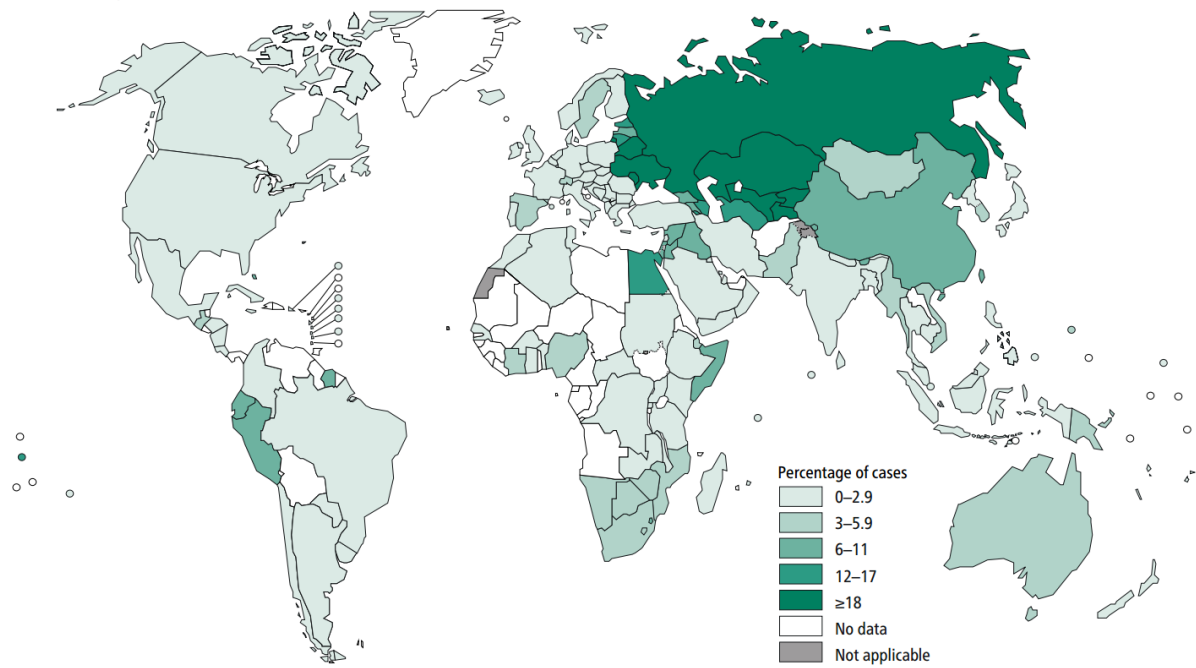 Percentage of cases
0–2.9
3–5.9
6–11
12–17
≥18
No data
Not applicable